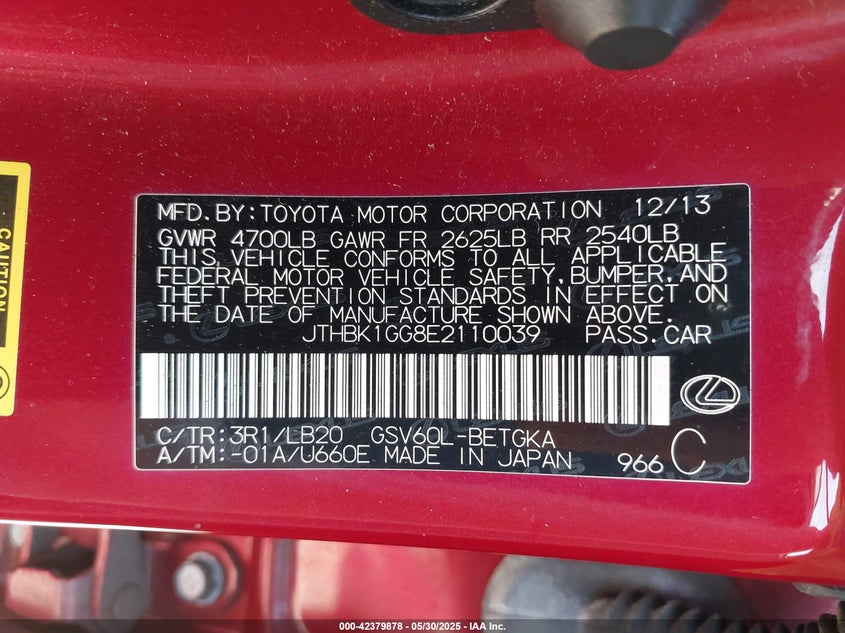 MFD. BY: TOYOTA MOTOR CORPORATION 12/13
GVWR 4700LB GAWR FR 2625LB RR 2540LB
THIS VEHICLE CONFORMS TO ALL APPLICABLE
FEDERAL MOTOR VEHICLE SAFETY, BUMPER, AND
THEFT PREVENTION STANDARDS IN EFFECT ON
THE DATE OF MANUFACTURE SHOWN ABOVE.
JTHBK1GG8E2110039 PASS. CAR
C/TR: 3R1/LB20 GSV60L-BETGKA
A/TM: -01A/U660E MADE IN JAPAN 966 C
CAUTION
000-42379878 - 05/30/2025 - IAAI.COM